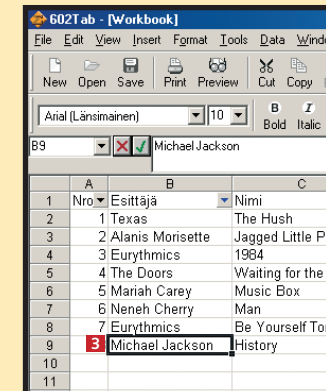 602Tab - [Workbook]
File Edit View Insert Format Tools Data
New Open Save Print Preview Cut Copy
Arial (Länsimainen) 10 Bold Italic
B9 Michael Jackson
A B C
1 Nro Esittäjä Nimi
2 1 Texas The Hush
3 2 Alanis Morisette Jagged Little P
4 3 Eurythmics 1984
5 4 The Doors Waiting for the
6 5 Mariah Carey Music Box
7 6 Neneh Cherry Man
8 7 Eurythmics Be Yourself To
9 3 Michael Jackson History
10
11